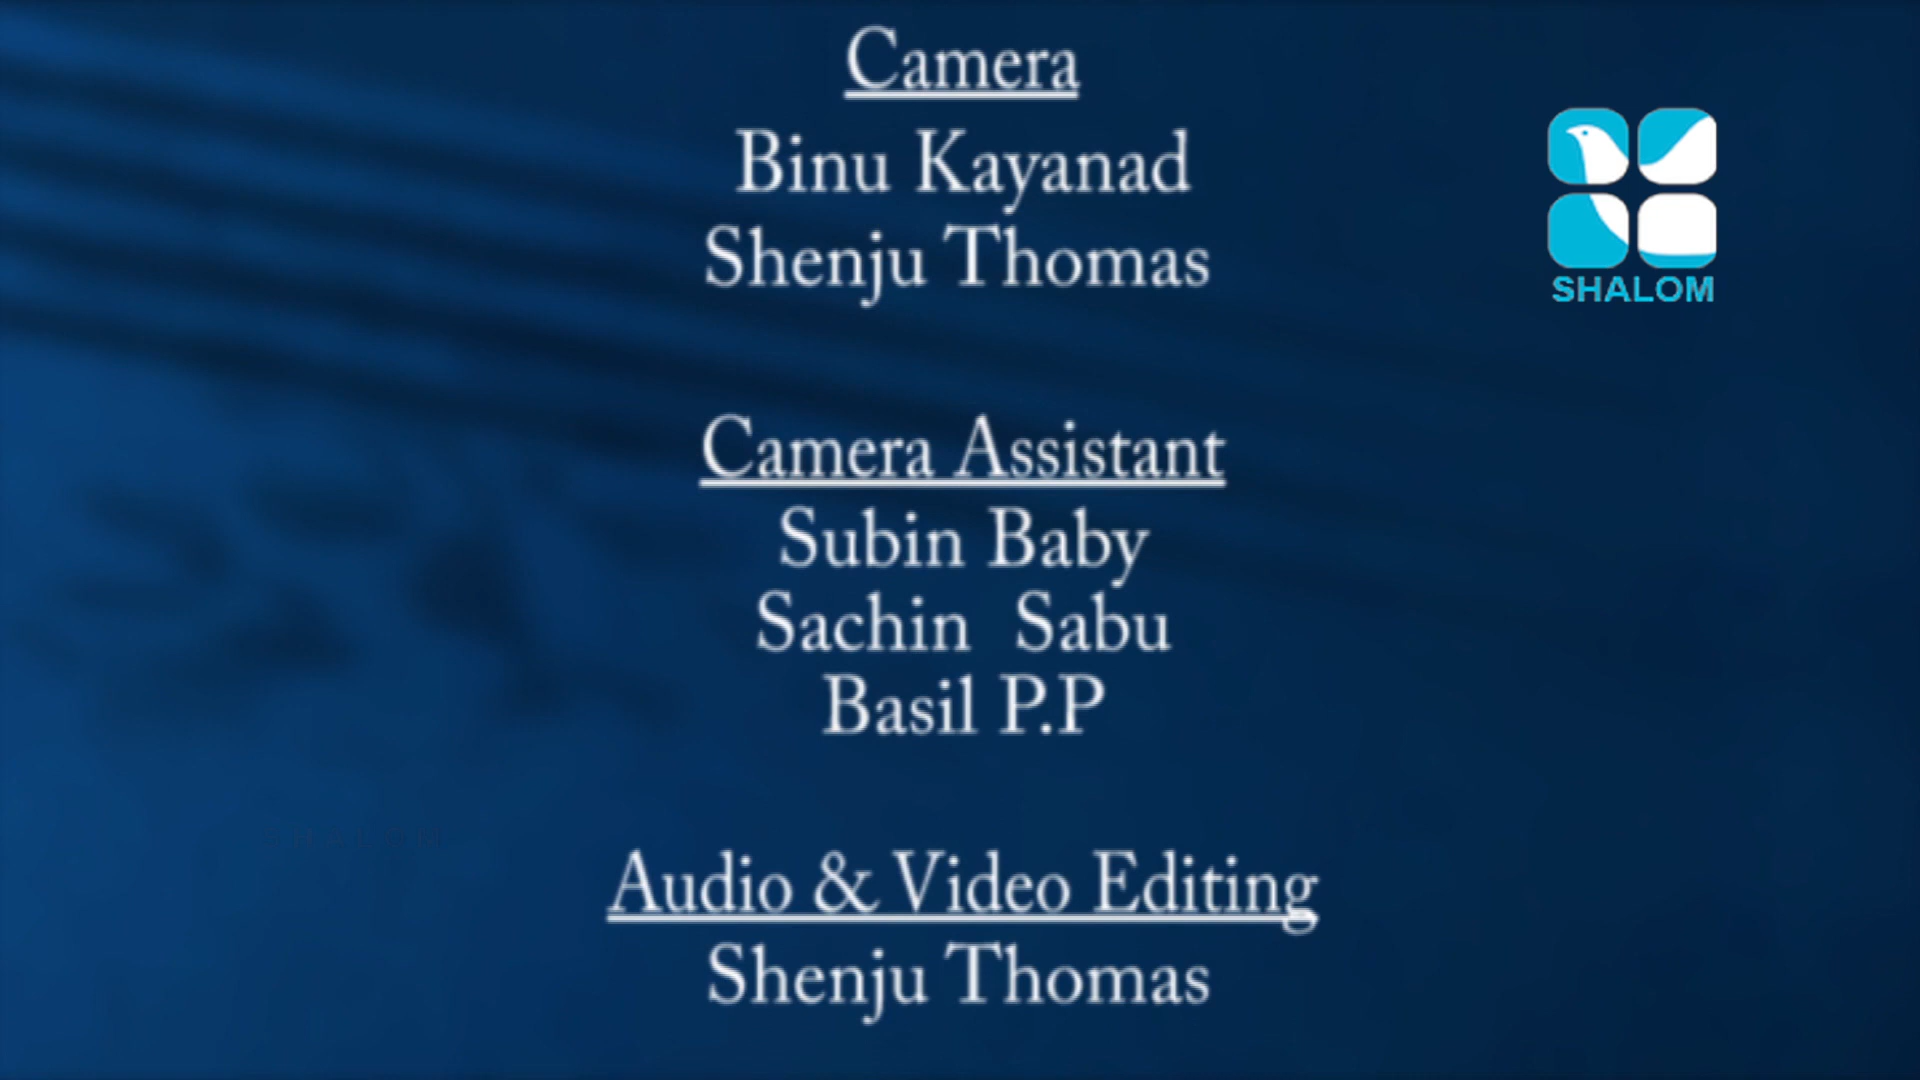 Camera
Binu Kayanad
Shenju Thomas
SHALOM
Camera Assistant
Subin Baby
Sachin  Sabu
Basil P.P
Audio & Video Editing
Shenju Thomas